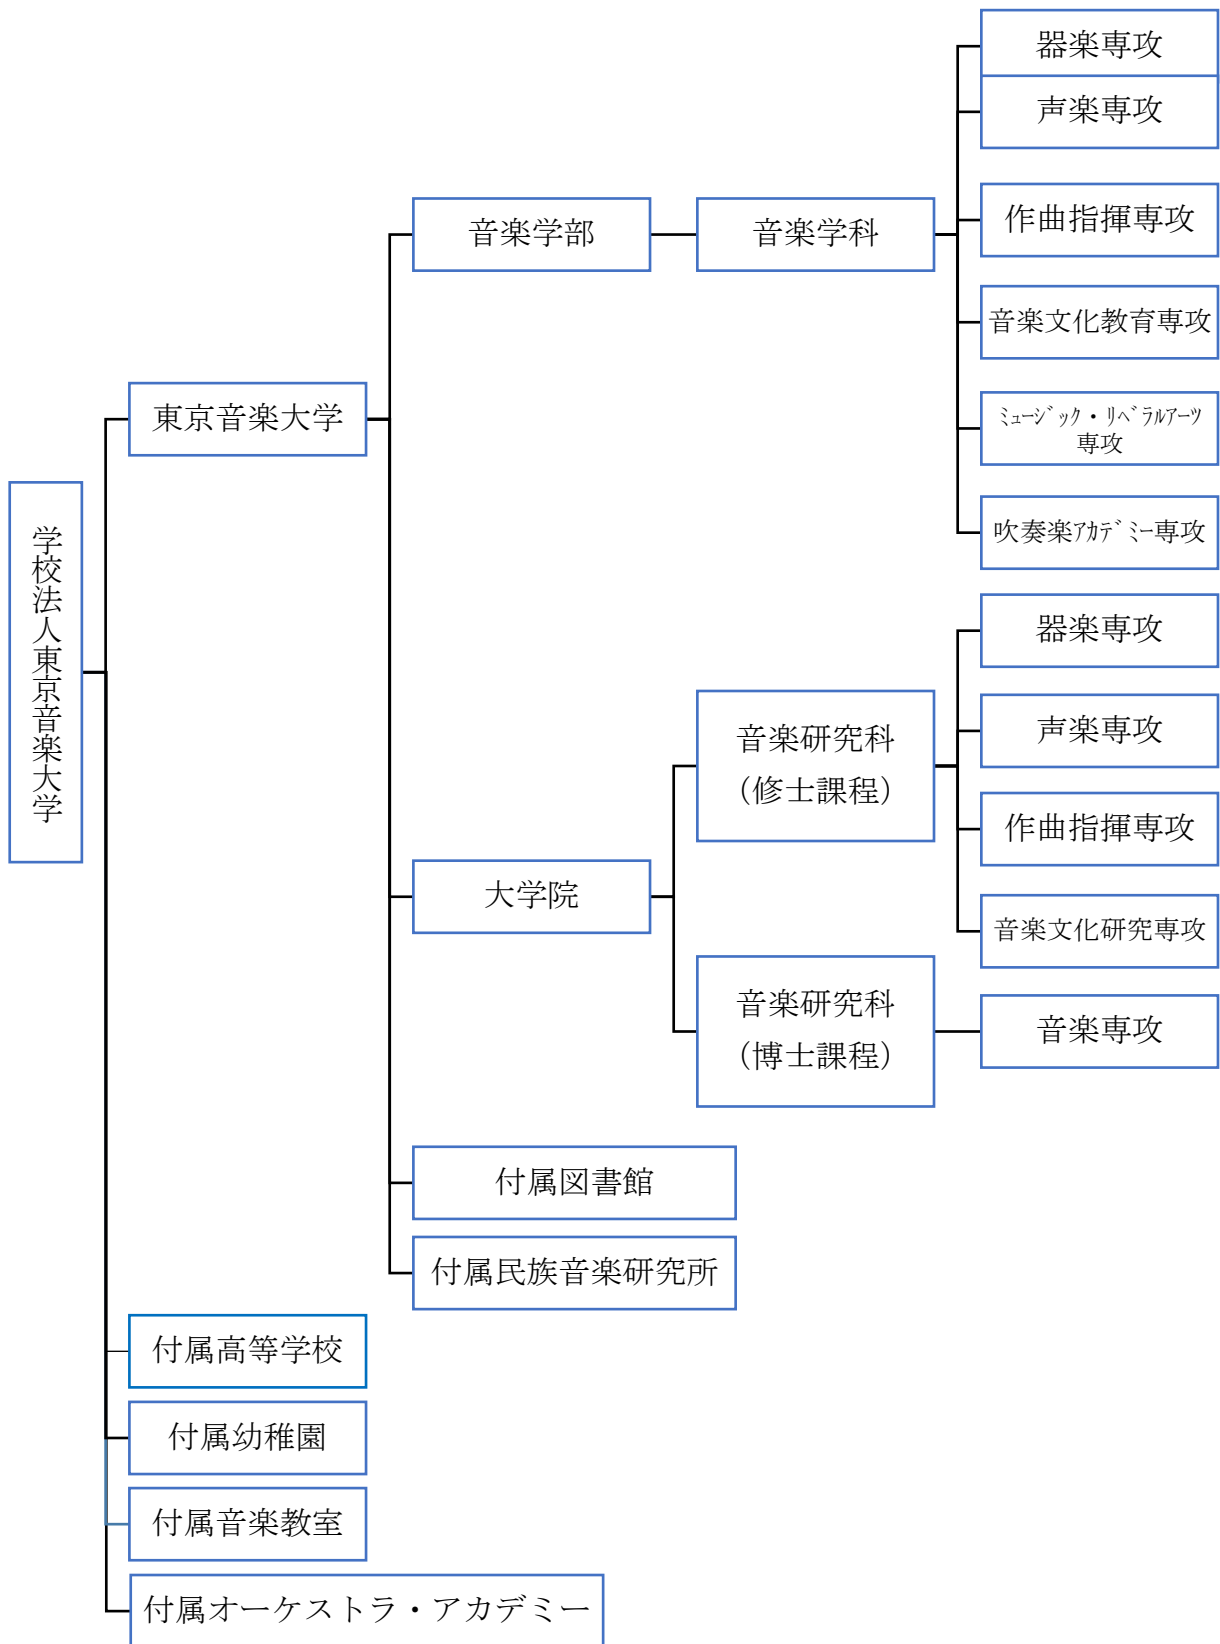 学校法人東京音楽大学
東京音楽大学
音楽学部
音楽学科
器楽専攻
声楽専攻
作曲指揮専攻
音楽文化教育専攻
ﾐｭｰｼﾞｯｸ・ﾘﾍﾞﾗﾙｱｰﾂ
専攻
吹奏楽ｱｶﾃﾞﾐｰ専攻
大学院
音楽研究科
（修士課程）
器楽専攻
声楽専攻
作曲指揮専攻
音楽文化研究専攻
音楽研究科
（博士課程）
音楽専攻
付属図書館
付属民族音楽研究所
付属高等学校
付属幼稚園
付属音楽教室
付属オーケストラ・アカデミー